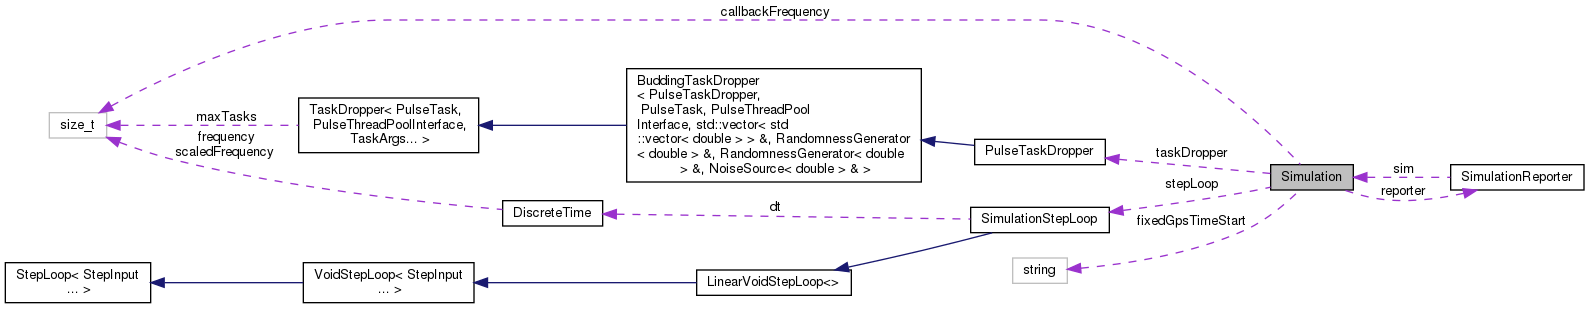 callbackFrequency
BuddingTaskDropper
< PulseTaskDropper,
PulseTask, PulseThreadPool
Interface, std::vector< std
::vector< double > > &, RandomnessGenerator
< double > &, RandomnessGenerator< double
> &, NoiseSource< double > & >
TaskDropper< PulseTask,
PulseThreadPoolInterface,
TaskArgs... >
maxTasks
size_t
frequency
scaledFrequency
PulseTaskDropper
taskDropper
Simulation
sim
reporter
SimulationReporter
stepLoop
DiscreteTime
dt
SimulationStepLoop
fixedGpsTimeStart
string
StepLoop< StepInput
... >
VoidStepLoop< StepInput
... >
LinearVoidStepLoop<>